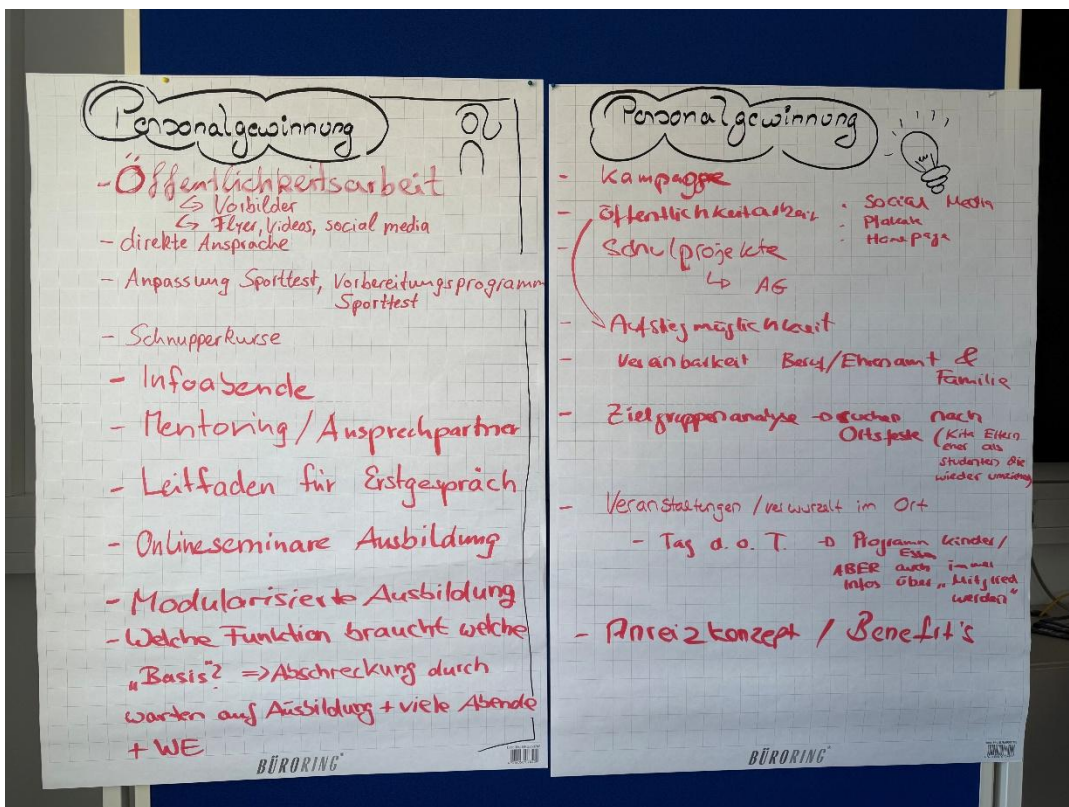 Personalgewinnung
- Öffentlichkeitsarbeit
↳ Vorbilder
↳ Flyer, Videos, social media
- direkte Ansprache
- Anpassung Sporttest, Vorbereitungsprogramm
Sporttest
- Schnupperkurse
- Infoabende
- Mentoring / Ansprechpartner
- Leitfaden für Erstgespräch
- Onlineseminare Ausbildung
- Modularisierte Ausbildung
- Welche Funktion braucht welche
„Basis"? => Abschreckung durch
warten auf Ausbildung + viele Abende
+ WE
BÜRORING
Personalgewinnung
- Kampagne
- Öffentlichkeitarbeit
· Social Media
· Plakate
· Homepage
- Schulprojekte
↳ AG
- Aufstiegmöglichkeit
- Vereinbarkeit Beruf/Ehrenamt &
Familie
- Zielgruppenanalyse → suchen nach
Ortsfeste (Kita Eltern
eher als
Studenten die
wieder umziehen
- Veranstaltungen / verwurzelt im Ort
- Tag d. o. T. → Programm Kinder/
Essen
ABER auch immer
Infos über „Mitglied
werden"
- Anreizkonzept / Benefit's
BÜRORING